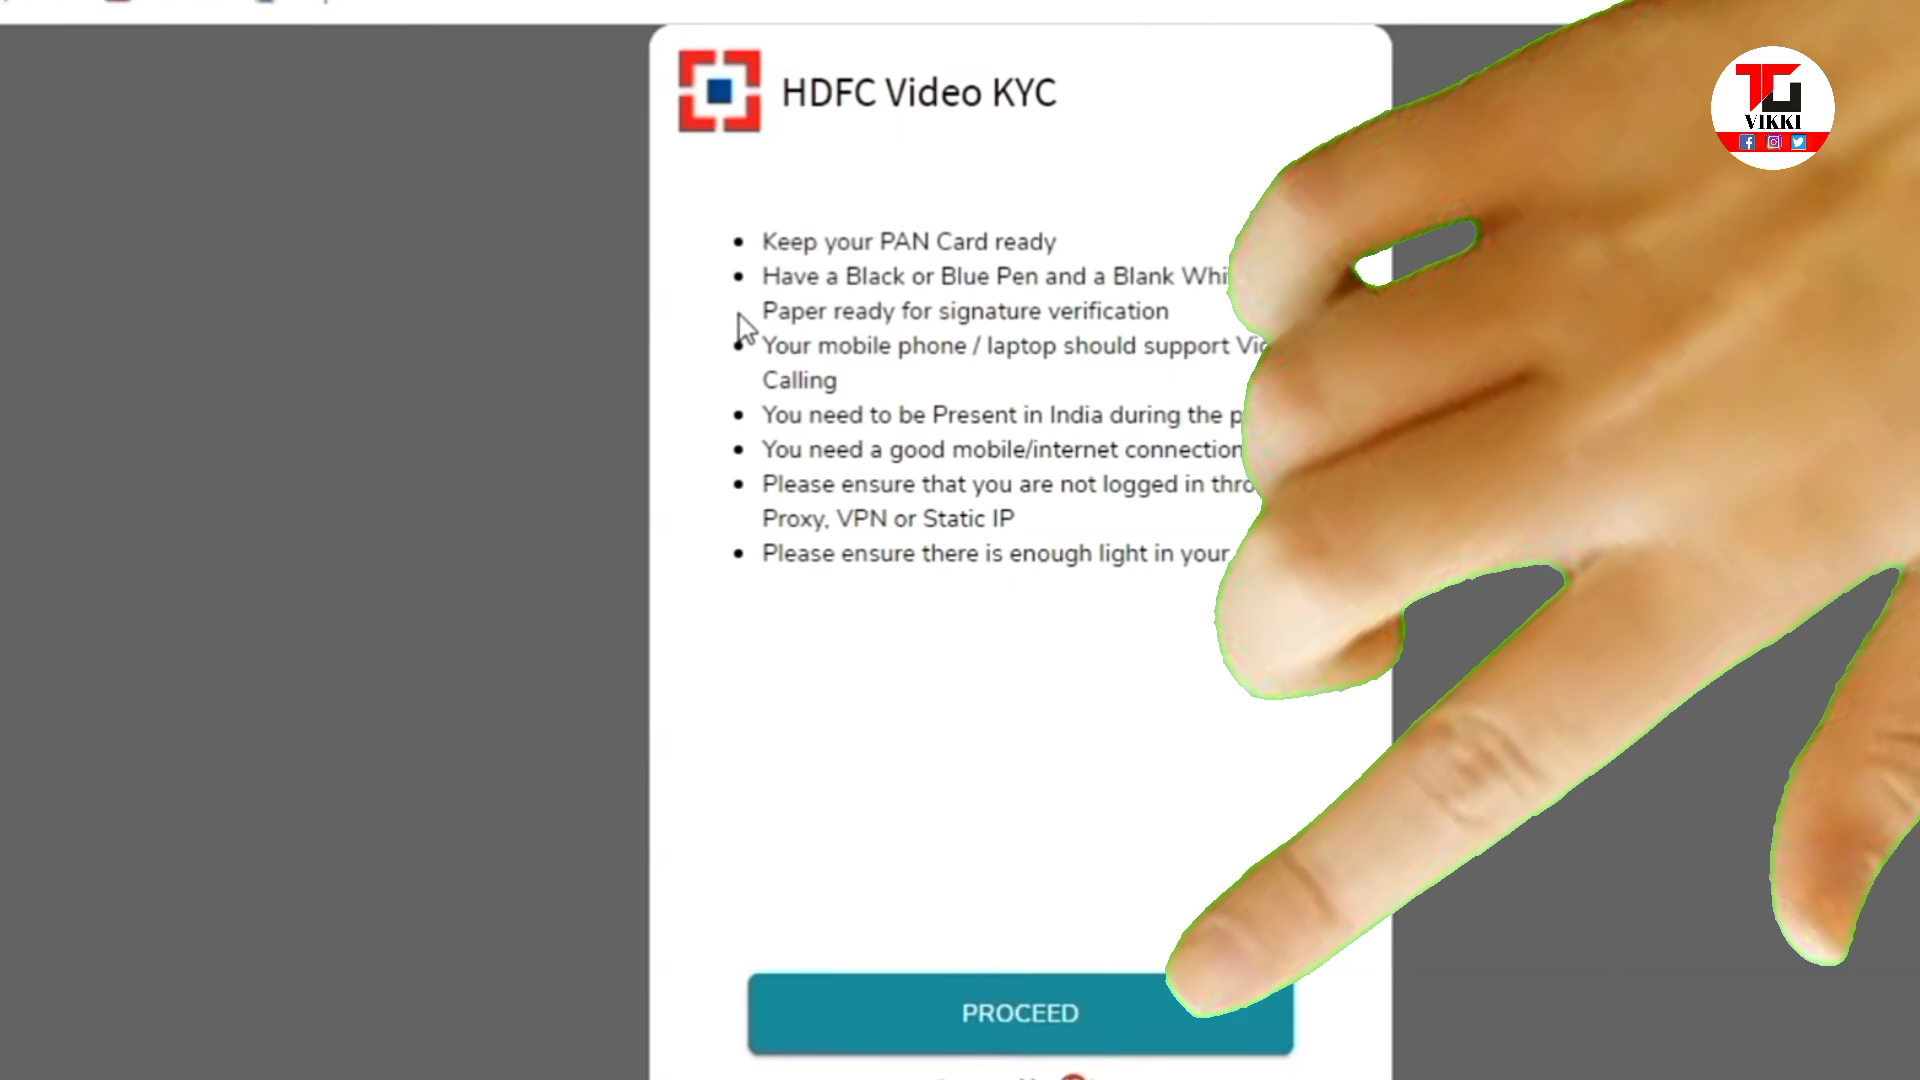 HDFC Video KYC
VIKKI
Keep your PAN Card ready
Have a Black or Blue Pen and a Blank
Paper ready for signature verification
Your mobile phone / laptop should support
Calling
You need to be Present in India during the
You need a good mobile/internet connection
Please ensure that you are not logged in
Proxy, VPN or Static IP
Please ensure there is enough light in your
PROCEED